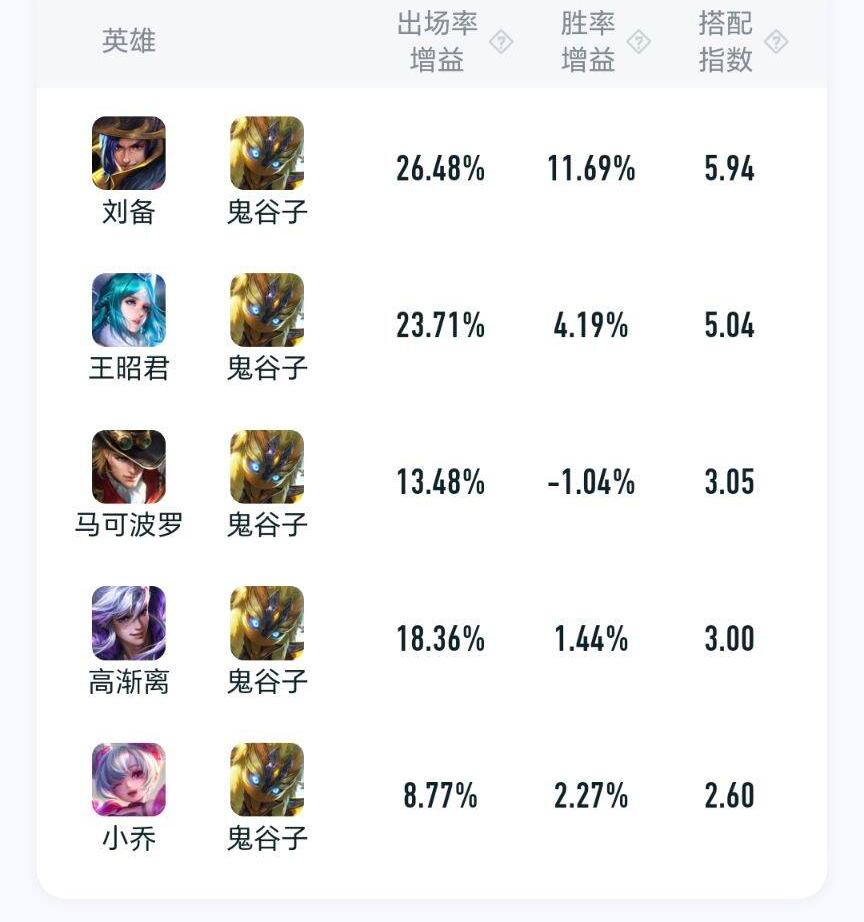 英雄 出场率 增益 ? 胜率 增益 ? 搭配 指数 ?
26.48% 11.69% 5.94
刘备 鬼谷子
23.71% 4.19% 5.04
王昭君 鬼谷子
13.48% -1.04% 3.05
马可波罗 鬼谷子
18.36% 1.44% 3.00
高渐离 鬼谷子
8.77% 2.27% 2.60
小乔 鬼谷子